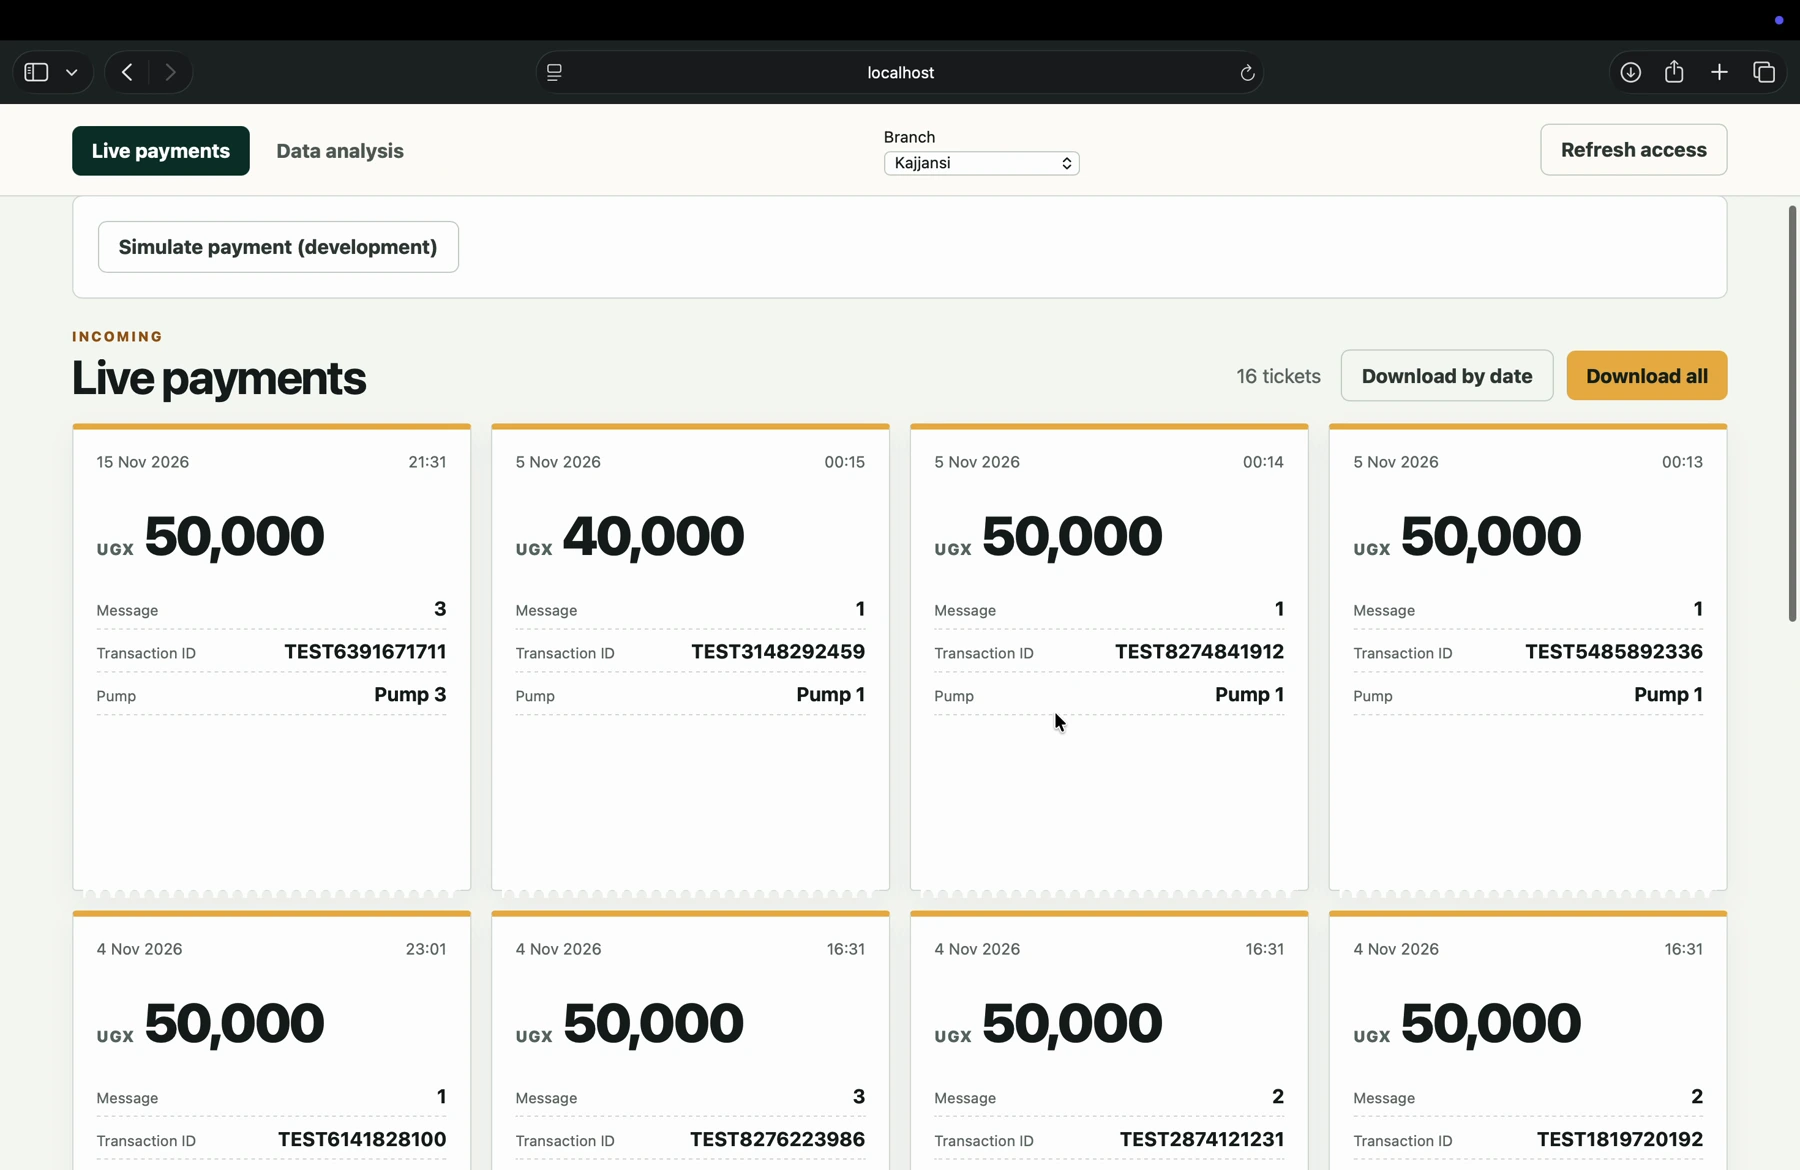 localhost
Live payments
Data analysis
Branch
Kajjansi
Refresh access
Simulate payment (development)
INCOMING
Live payments
16 tickets
Download by date
Download all
15 Nov 2026 21:31
UGX 50,000
Message 3
Transaction ID TEST6391671711
Pump Pump 3
5 Nov 2026 00:15
UGX 40,000
Message 1
Transaction ID TEST3148292459
Pump Pump 1
5 Nov 2026 00:14
UGX 50,000
Message 1
Transaction ID TEST8274841912
Pump Pump 1
5 Nov 2026 00:13
UGX 50,000
Message 1
Transaction ID TEST5485892336
Pump Pump 1
4 Nov 2026 23:01
UGX 50,000
Message 1
Transaction ID TEST6141828100
4 Nov 2026 16:31
UGX 50,000
Message 3
Transaction ID TEST8276223986
4 Nov 2026 16:31
UGX 50,000
Message 2
Transaction ID TEST2874121231
4 Nov 2026 16:31
UGX 50,000
Message 2
Transaction ID TEST1819720192